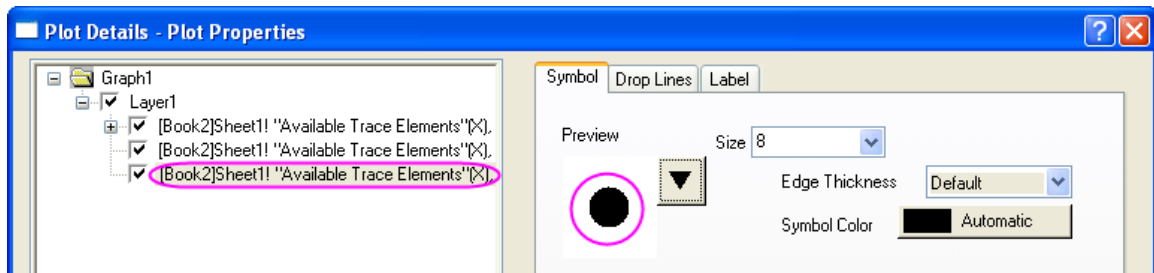 Plot Details - Plot Properties
Graph1
Layer1
[Book2]Sheet1! "Available Trace Elements"(X),
[Book2]Sheet1! "Available Trace Elements"(X),
[Book2]Sheet1! "Available Trace Elements"(X),
Symbol Drop Lines Label
Preview Size 8
Edge Thickness Default
Symbol Color Automatic